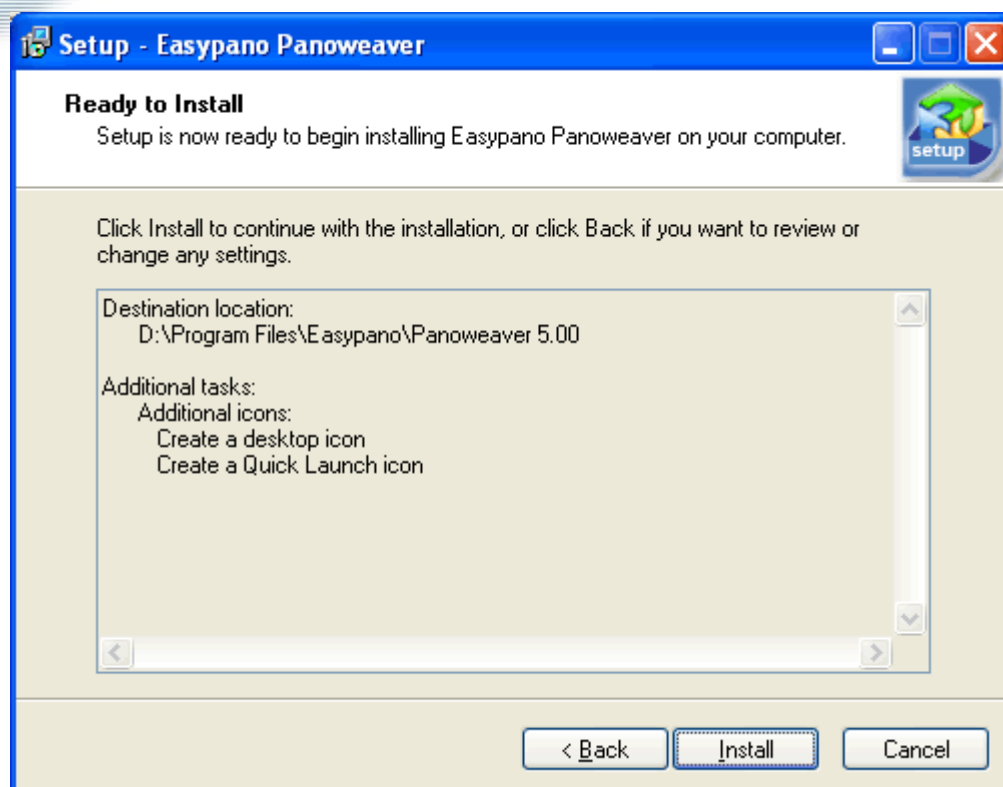 Setup - Easypano Panoweaver
Ready to Install
Setup is now ready to begin installing Easypano Panoweaver on your computer.
setup
Click Install to continue with the installation, or click Back if you want to review or
change any settings.
Destination location:
D:\Program Files\Easypano\Panoweaver 5.00
Additional tasks:
Additional icons:
Create a desktop icon
Create a Quick Launch icon
< Back
Install
Cancel